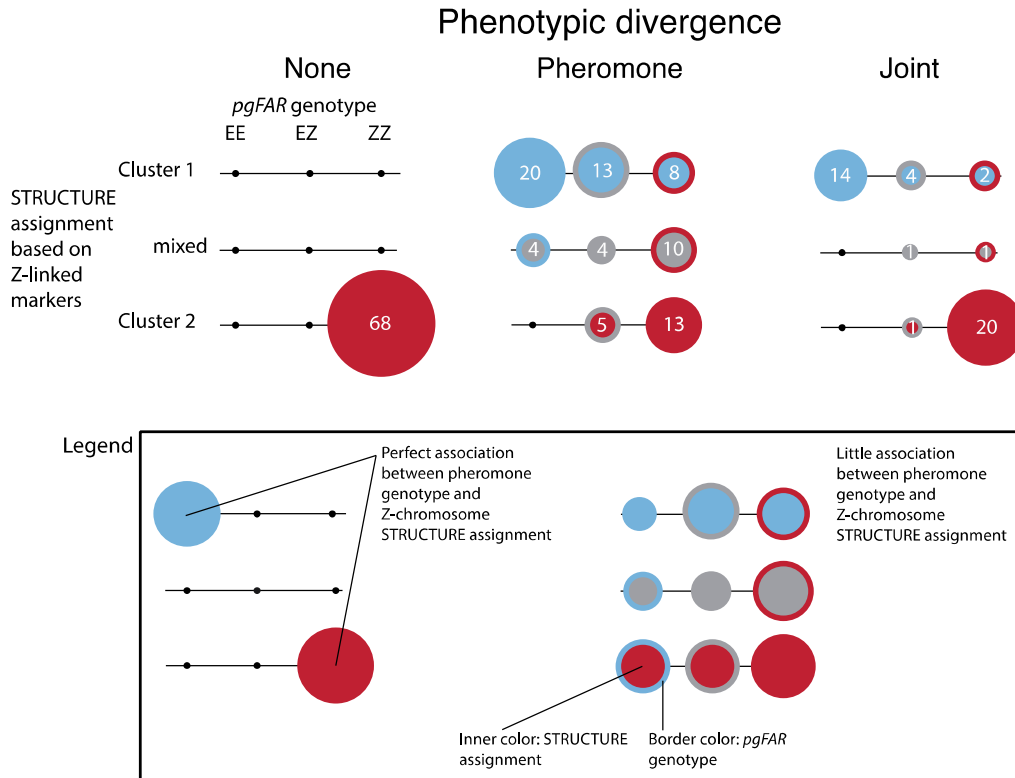 Phenotypic divergence
None
Pheromone
Joint
pgFAR genotype
EE EZ ZZ
Cluster 1
20
13
8
14
4
2
STRUCTURE
assignment
based on
Z-linked
markers
mixed
4
4
10
1
1
Cluster 2
68
5
13
1
20
Legend
Perfect association
between pheromone
genotype and
Z-chromosome
STRUCTURE assignment
Little association
between pheromone
genotype and
Z-chromosome
STRUCTURE assignment
Inner color: STRUCTURE
assignment
Border color: pgFAR
genotype